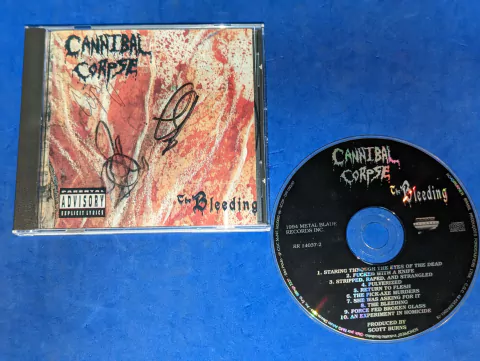 CANNIBAL
CORPSE
PARENTAL
ADVISORY
EXPLICIT LYRICS
The Bleeding
CANNIBAL
CORPSE
The Bleeding
1994 METAL BLADE
RECORDS INC.
RR 14037-2
1. STARING THROUGH THE EYES OF THE DEAD
2. FUCKED WITH A KNIFE
3. STRIPPED, RAPED, AND STRANGLED
4. PULVERIZED
5. RETURN TO FLESH
6. THE PICK-AXE MURDERS
7. SHE WAS ASKING FOR IT
8. THE BLEEDING
9. FORCE FED BROKEN GLASS
10. AN EXPERIMENT IN HOMICIDE
PRODUCED BY
SCOTT BURNS